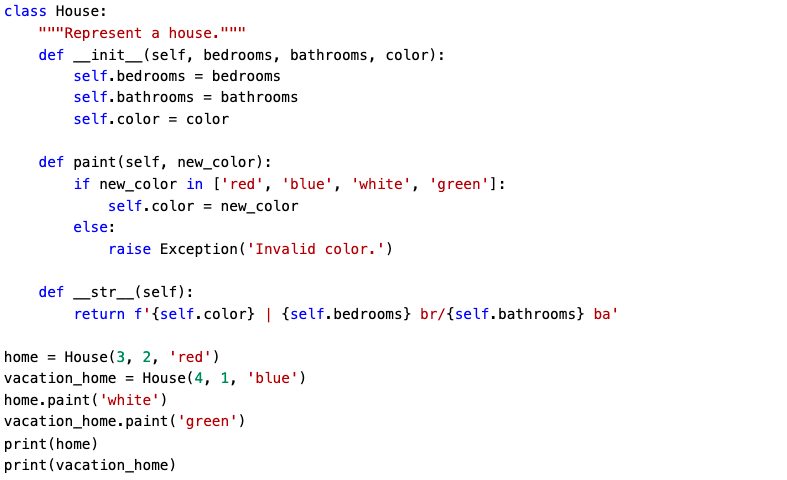 class House:
    """Represent a house."""
    def __init__(self, bedrooms, bathrooms, color):
        self.bedrooms = bedrooms
        self.bathrooms = bathrooms
        self.color = color

    def paint(self, new_color):
        if new_color in ['red', 'blue', 'white', 'green']:
            self.color = new_color
        else:
            raise Exception('Invalid color.')

    def __str__(self):
        return f'{self.color} | {self.bedrooms} br/{self.bathrooms} ba'

home = House(3, 2, 'red')
vacation_home = House(4, 1, 'blue')
home.paint('white')
vacation_home.paint('green')
print(home)
print(vacation_home)